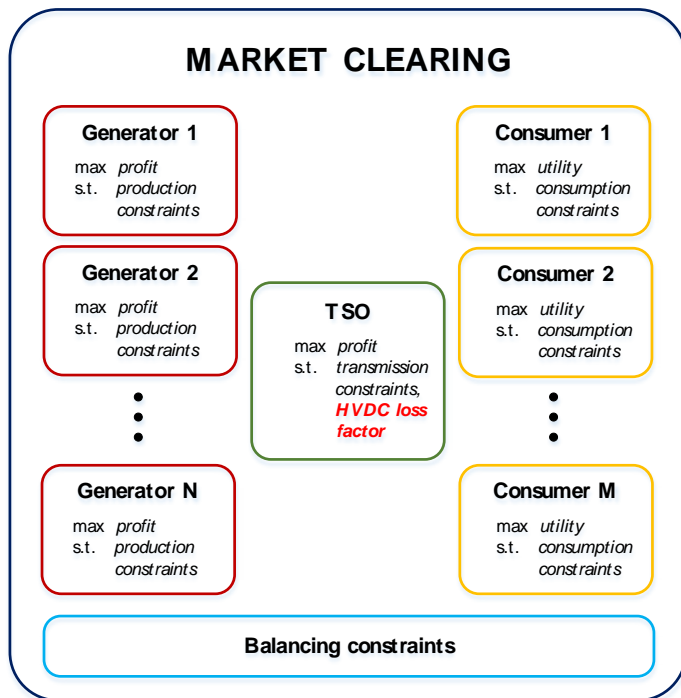 MARKET CLEARING
Generator 1
max profit
s.t. production
constraints
Generator 2
max profit
s.t. production
constraints
Generator N
max profit
s.t. production
constraints
TSO
max profit
s.t. transmission
constraints,
HVDC loss
factor
Consumer 1
max utility
s.t. consumption
constraints
Consumer 2
max utility
s.t. consumption
constraints
Consumer M
max utility
s.t. consumption
constraints
Balancing constraints